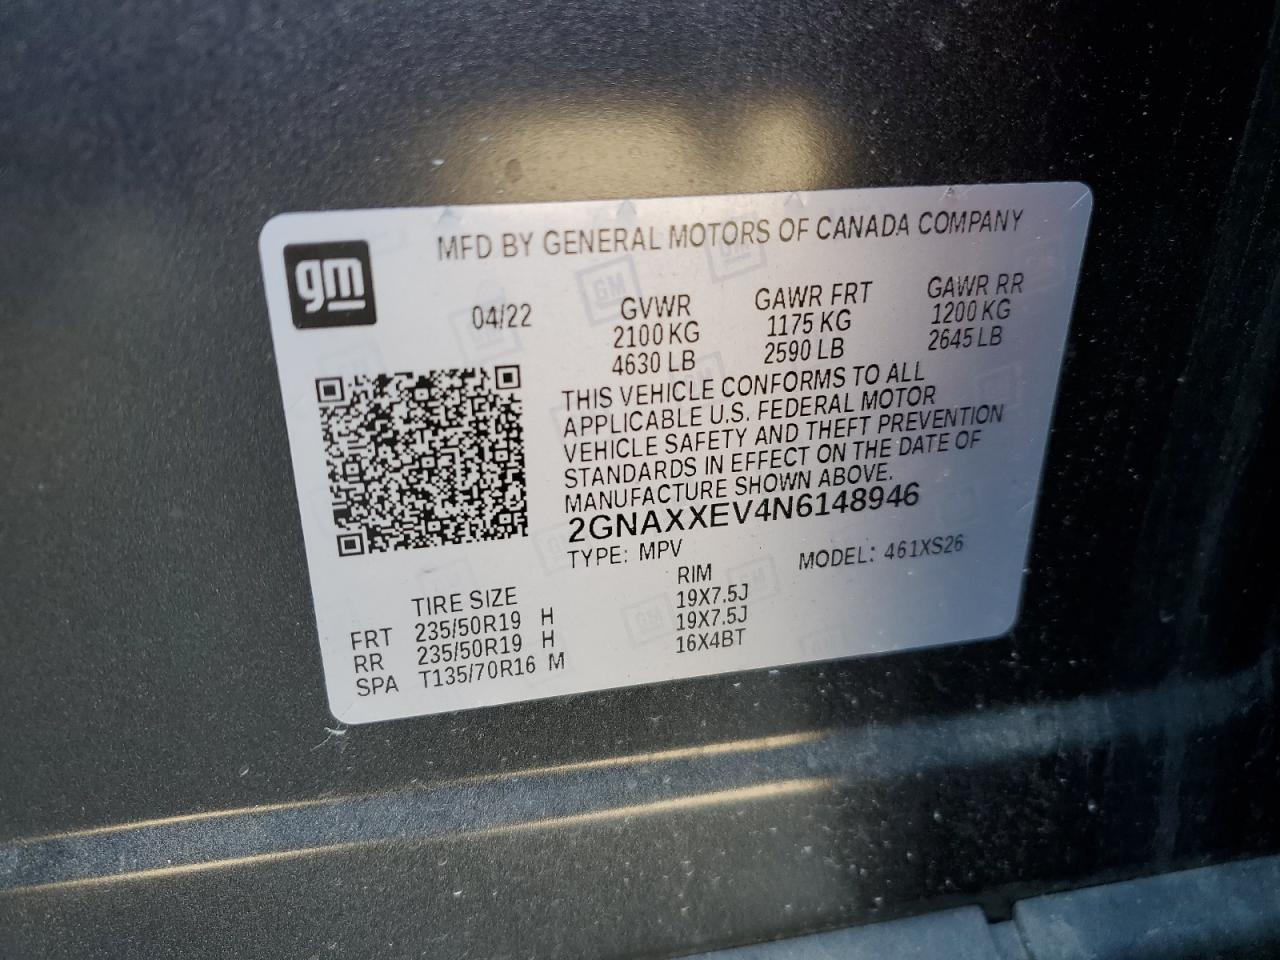 gm
MFD BY GENERAL MOTORS OF CANADA COMPANY
04/22
GVWR
2100 KG
4630 LB
GAWR FRT
1175 KG
2590 LB
GAWR RR
1200 KG
2645 LB
THIS VEHICLE CONFORMS TO ALL
APPLICABLE U.S. FEDERAL MOTOR
VEHICLE SAFETY AND THEFT PREVENTION
STANDARDS IN EFFECT ON THE DATE OF
MANUFACTURE SHOWN ABOVE.
2GNAXXEV4N6148946
TYPE: MPV MODEL: 461XS26
TIRE SIZE RIM
FRT 235/50R19 H 19X7.5J
RR 235/50R19 H 19X7.5J
SPA T135/70R16 M 16X4BT